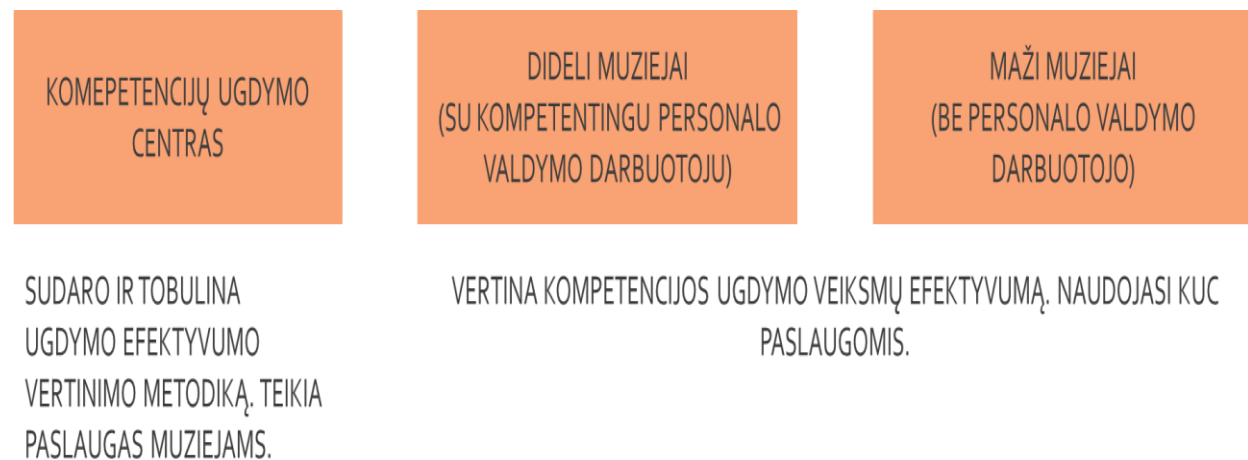 KOMEPETENCIJŲ UGDYMO
CENTRAS
DIDELI MUZIEJAI
(SU KOMPETENTINGU PERSONALO
VALDYMO DARBUOTOJU)
MAŽI MUZIEJAI
(BE PERSONALO VALDYMO
DARBUOTOJO)
SUDARO IR TOBULINA
UGDYMO EFEKTYVUMO
VERTINIMO METODIKĄ. TEIKIA
PASLAUGAS MUZIEJAMS.
VERTINA KOMPETENCIJOS UGDYMO VEIKSMŲ EFEKTYVUMĄ. NAUDOJASI KUC
PASLAUGOMIS.